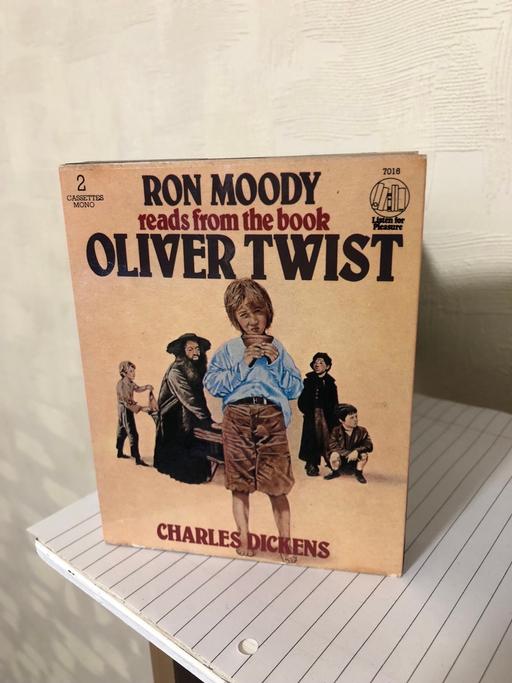 2
CASSETTES
MONO
7016
Listen for
Pleasure
RON MOODY
reads from the book
OLIVER TWIST
CHARLES DICKENS